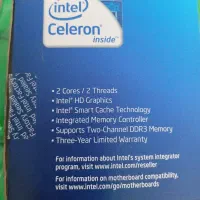 intel
Celeron
inside™
• 2 Cores / 2 Threads
• Intel® HD Graphics
• Intel® Smart Cache Technology
• Integrated Memory Controller
• Supports Two-Channel DDR3 Memory
• Three-Year Limited Warranty
For information about Intel's system integrator
program, visit www.intel.com/reseller
For information on motherboard compatibility,
visit www.intel.com/go/motherboards